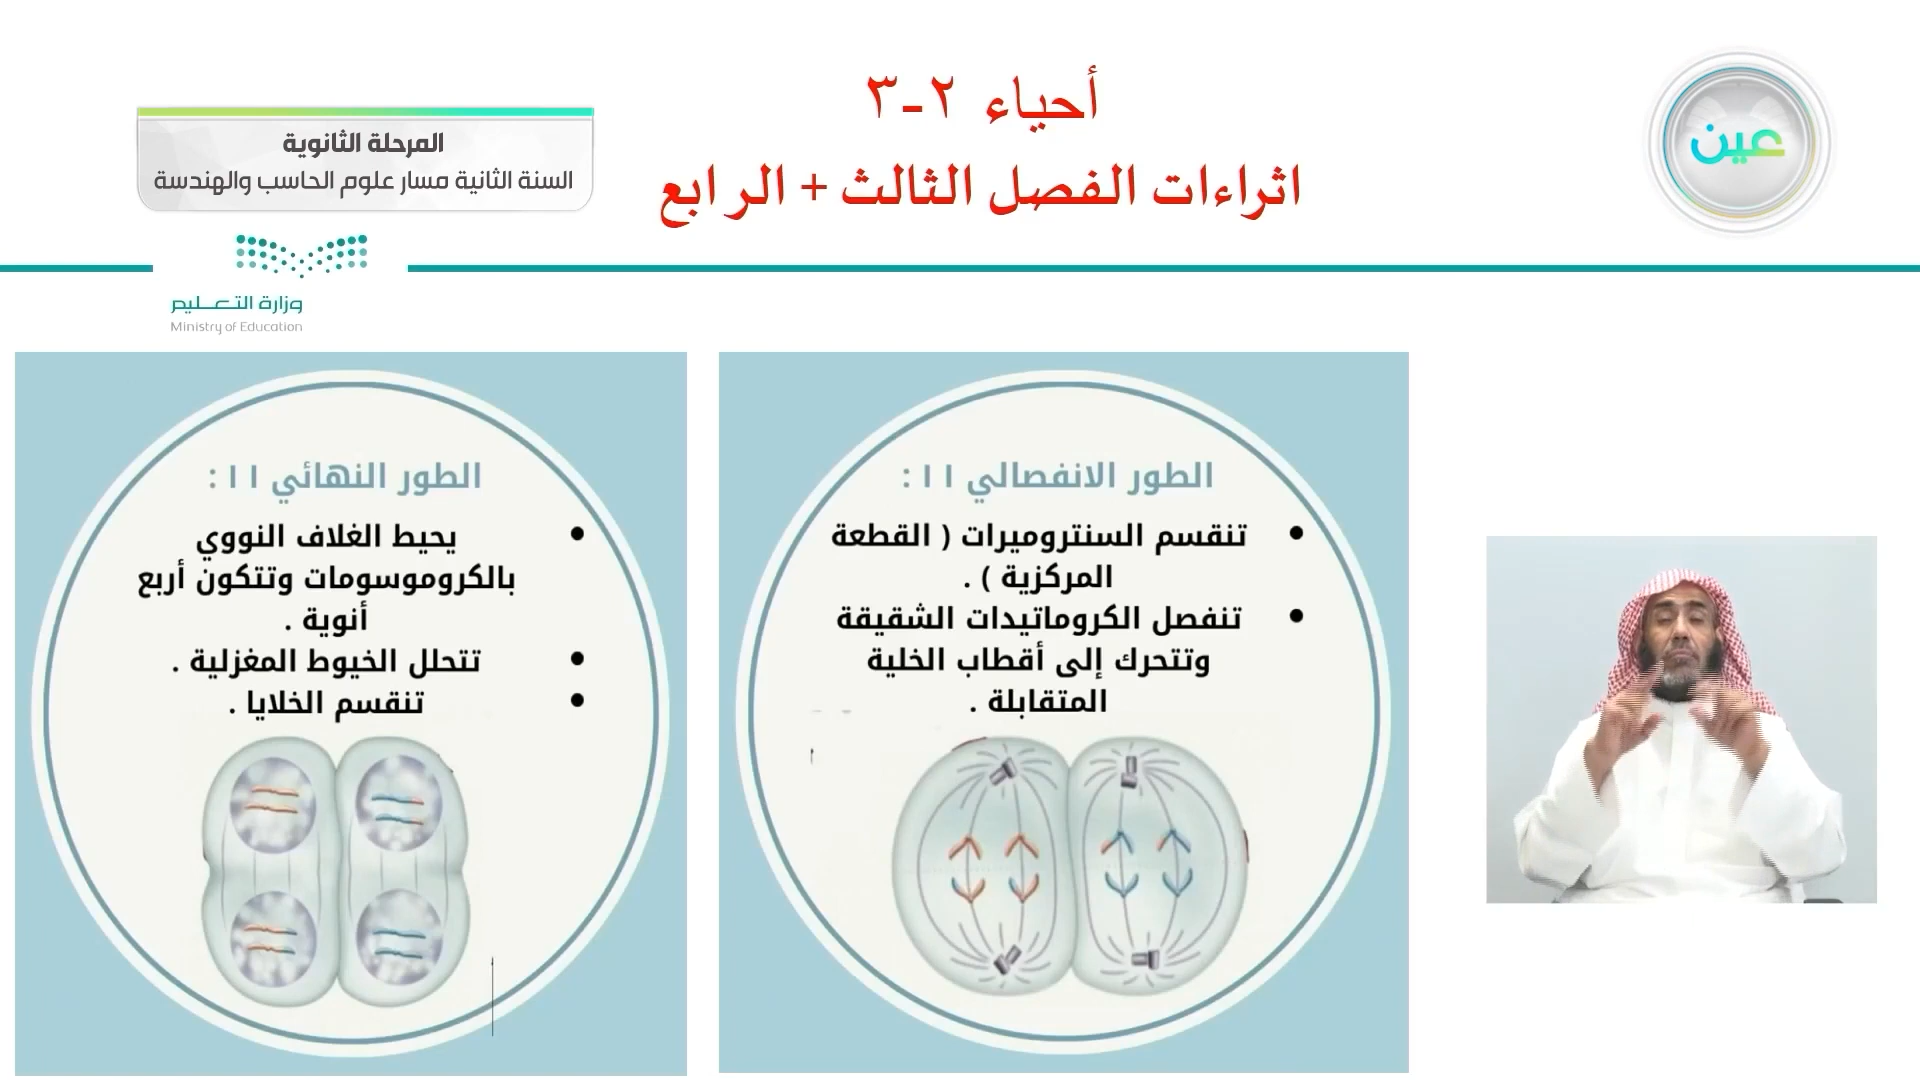 أحياء ٢-٣
اثراءات الفصل الثالث + الرابع
عين
المرحلة الثانوية
السنة الثانية مسار علوم الحاسب والهندسة
وزارة التعليم
Ministry of Education
الطور الانفصالي ١١ :
• تنقسم السنتروميرات ( القطعة
المركزية ) .
• تنفصل الكروماتيدات الشقيقة
وتتحرك إلى أقطاب الخلية
المتقابلة .
الطور النهائي ١١ :
• يحيط الغلاف النووي
بالكروموسومات وتتكون أربع
أنوية .
• تتحلل الخيوط المغزلية .
• تنقسم الخلايا .